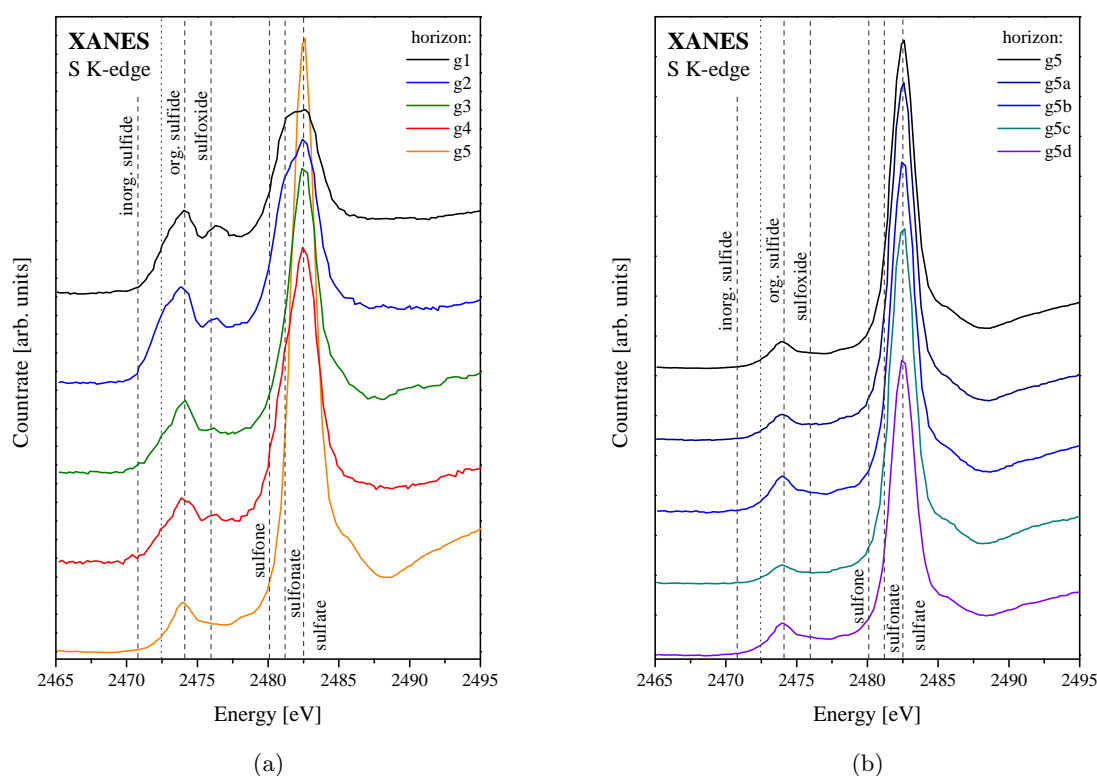 XANES
S K-edge
horizon:
g1
g2
g3
g4
g5
inorg. sulfide
org. sulfide
sulfoxide
sulfone
sulfonate
sulfate
Countrate [arb. units]
2465 2470 2475 2480 2485 2490 2495
Energy [eV]
(a)
XANES
S K-edge
horizon:
g5
g5a
g5b
g5c
g5d
inorg. sulfide
org. sulfide
sulfoxide
sulfone
sulfonate
sulfate
Countrate [arb. units]
2465 2470 2475 2480 2485 2490 2495
Energy [eV]
(b)